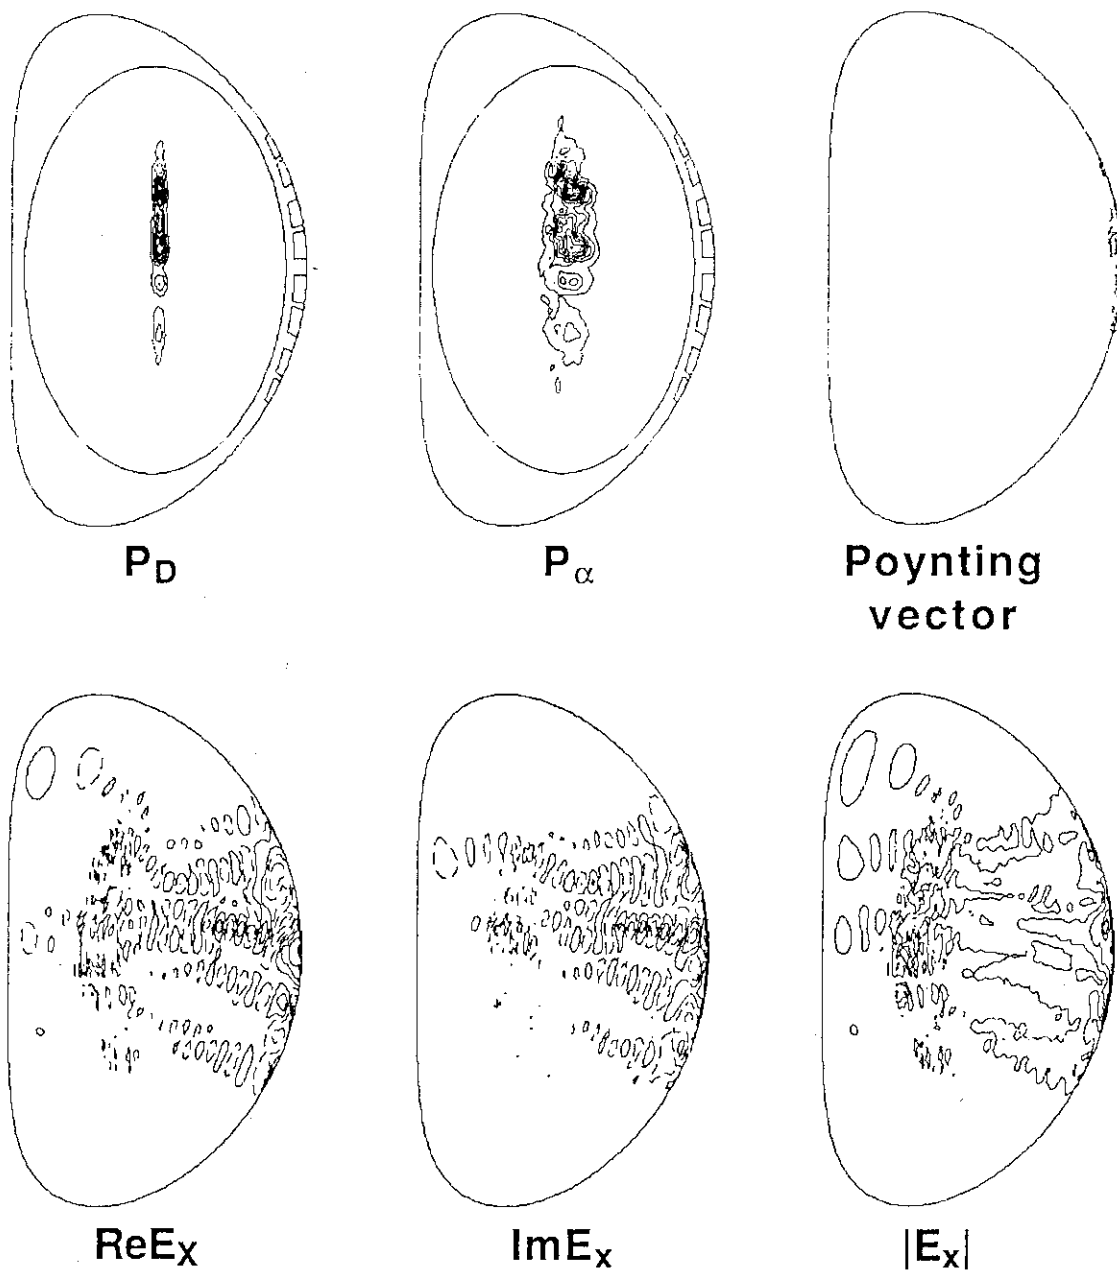 P_D
P_α
Poynting
vector
ReE_X
ImE_X
|E_X|